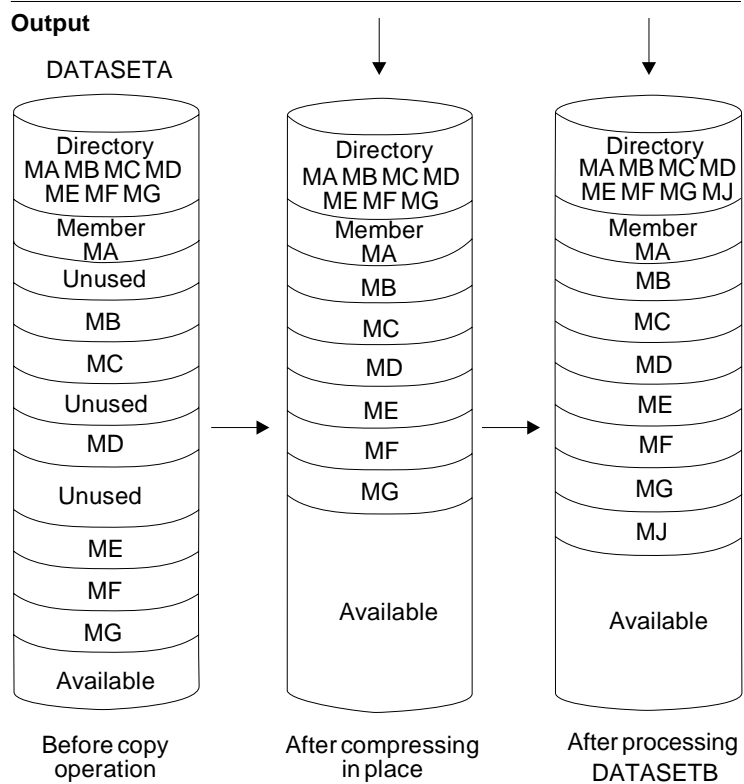 Output
DATASETA
Directory
MA MB MC MD
ME MF MG
Member
MA
Unused
MB
MC
Unused
MD
Unused
ME
MF
MG
Available
Before copy
operation
Directory
MA MB MC MD
ME MF MG
Member
MA
MB
MC
MD
ME
MF
MG
Available
After compressing
in place
Directory
MA MB MC MD
ME MF MG MJ
Member
MA
MB
MC
MD
ME
MF
MG
MJ
Available
After processing
DATASETB